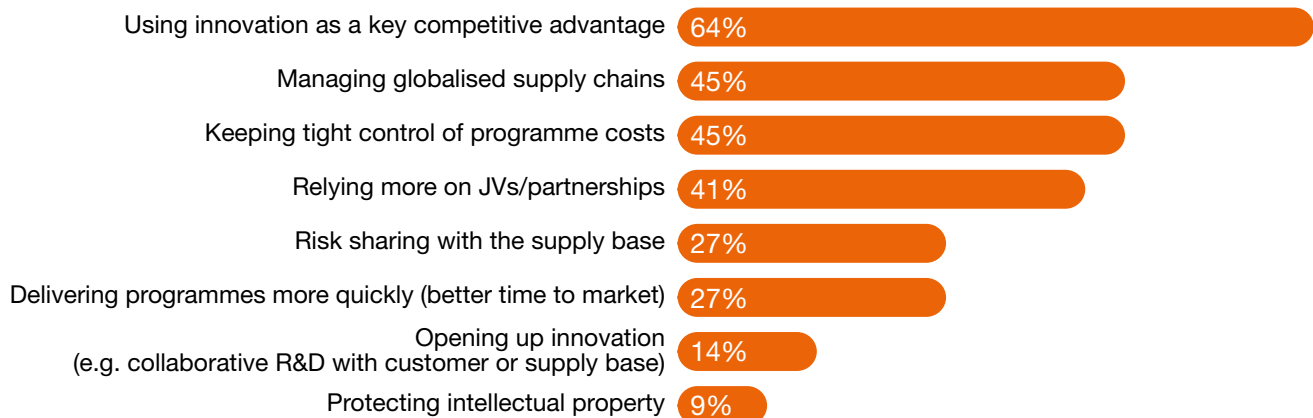 Using innovation as a key competitive advantage 64%
Managing globalised supply chains 45%
Keeping tight control of programme costs 45%
Relying more on JVs/partnerships 41%
Risk sharing with the supply base 27%
Delivering programmes more quickly (better time to market) 27%
Opening up innovation
(e.g. collaborative R&D with customer or supply base) 14%
Protecting intellectual property 9%